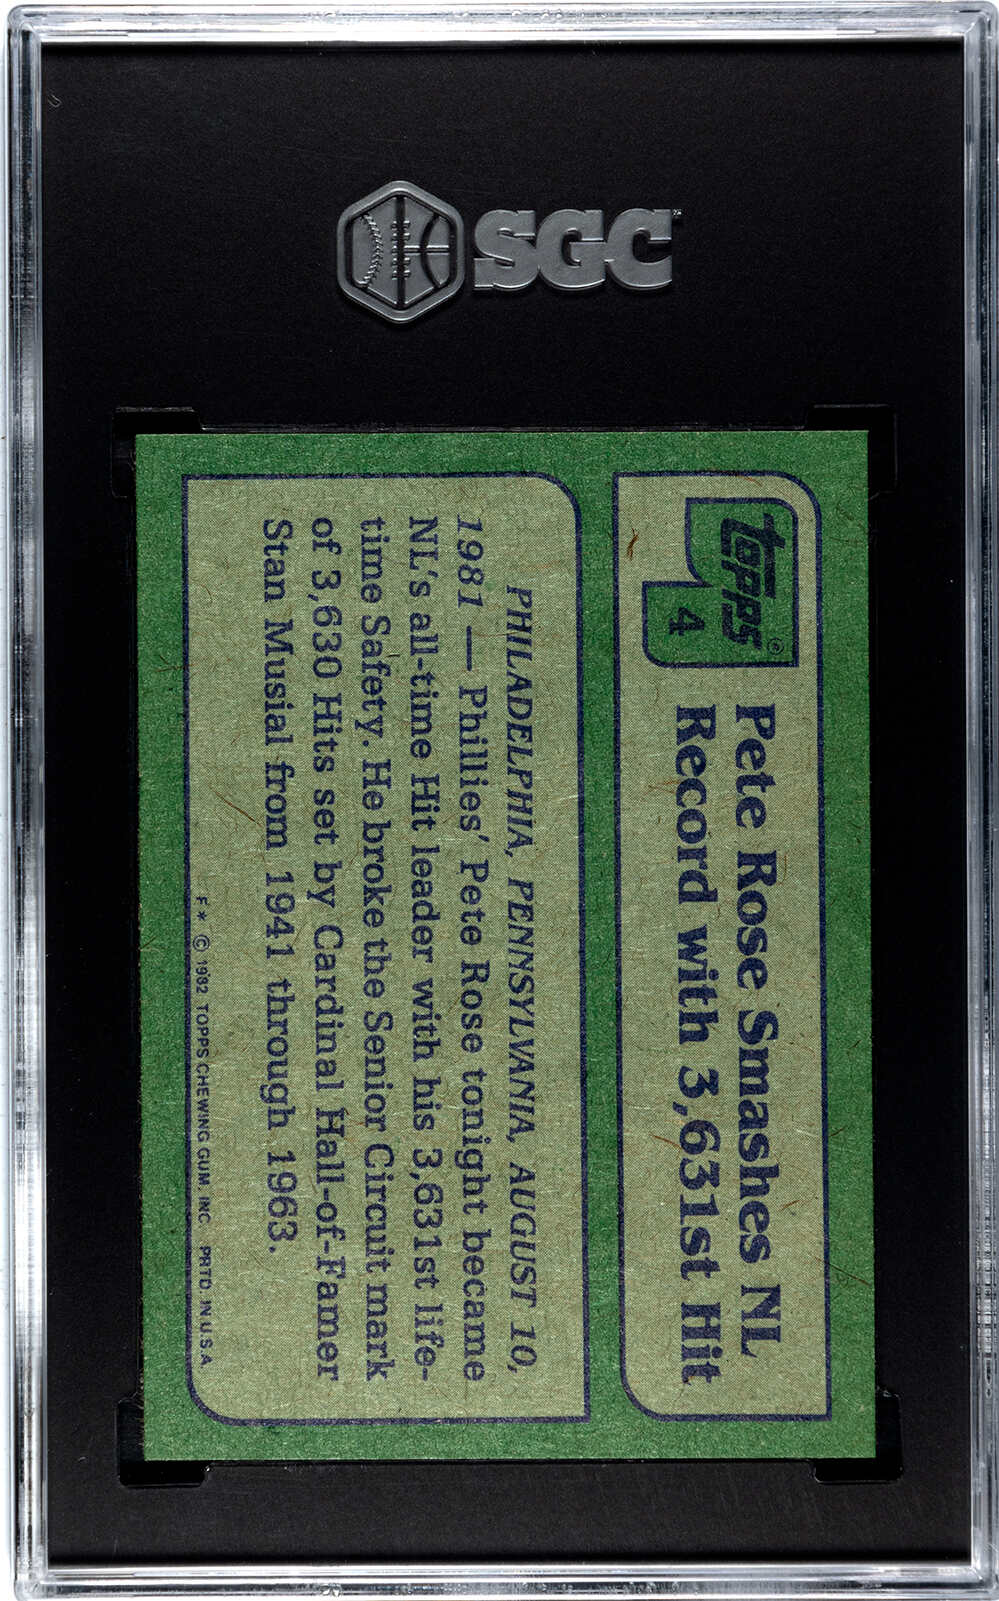 SGC™
topps®
4
Pete Rose Smashes NL
Record with 3,631st Hit
PHILADELPHIA, PENNSYLVANIA, AUGUST 10,
1981 — Phillies' Pete Rose tonight became
NL's all-time Hit leader with his 3,631st life-
time Safety. He broke the Senior Circuit mark
of 3,630 Hits set by Cardinal Hall-of-Famer
Stan Musial from 1941 through 1963.
F* © 1982 TOPPS CHEWING GUM, INC. PRTD. IN U.S.A.